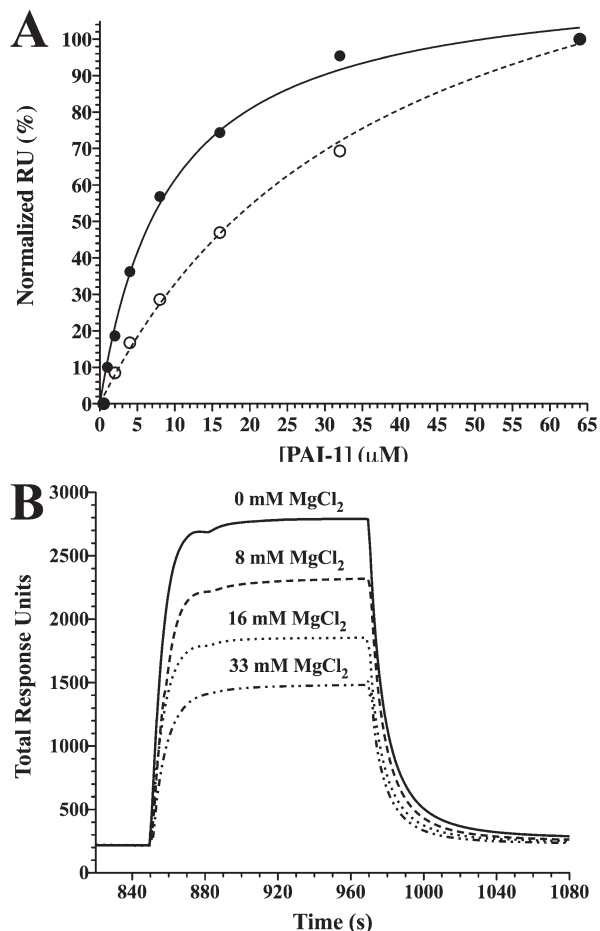 A
Normalized RU (%)
100
90
80
70
60
50
40
30
20
10
0
0 5 10 15 20 25 30 35 40 45 50 55 60 65
[PAI-1] (μM)
B
Total Response Units
3000
2500
2000
1500
1000
500
0
0 mM MgCl₂
8 mM MgCl₂
16 mM MgCl₂
33 mM MgCl₂
840 880 920 960 1000 1040 1080
Time (s)